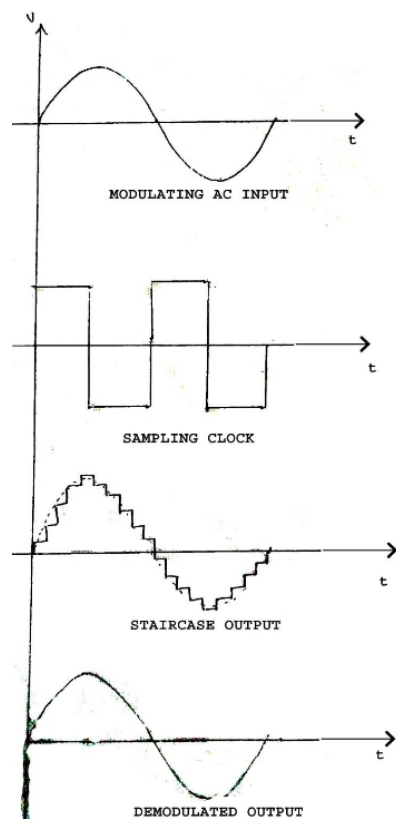 V
t
MODULATING AC INPUT
t
SAMPLING CLOCK
t
STAIRCASE OUTPUT
t
DEMODULATED OUTPUT